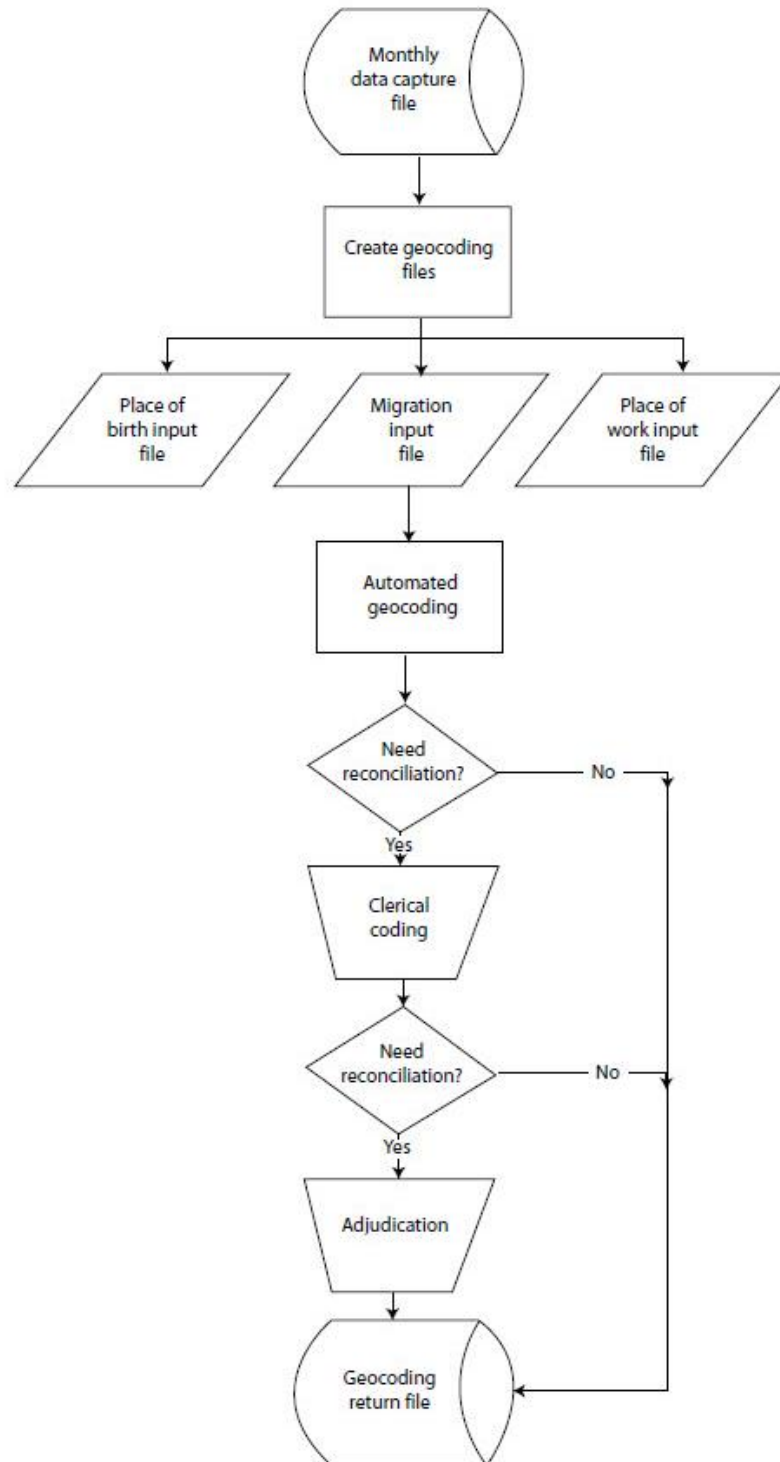 Monthly
data capture
file
Create geocoding
files
Place of
birth input
file
Migration
input
file
Place of
work input
file
Automated
geocoding
Need
reconciliation?
No
Yes
Clerical
coding
Need
reconciliation?
No
Yes
Adjudication
Geocoding
return file